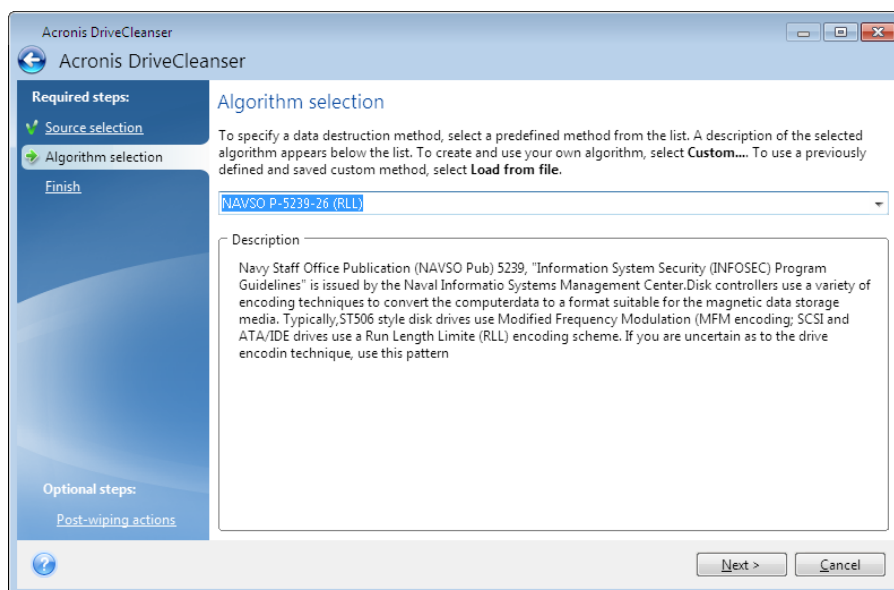 Acronis DriveCleanser
Acronis DriveCleanser
Required steps:
Source selection
Algorithm selection
Finish
Optional steps:
Post-wiping actions
Algorithm selection
To specify a data destruction method, select a predefined method from the list. A description of the selected
algorithm appears below the list. To create and use your own algorithm, select Custom.... To use a previously
defined and saved custom method, select Load from file.
NAVSO P-5239-26 (RLL)
Description
Navy Staff Office Publication (NAVSO Pub) 5239, "Information System Security (INFOSEC) Program
Guidelines" is issued by the Naval Informatio Systems Management Center.Disk controllers use a variety of
encoding techniques to convert the computerdata to a format suitable for the magnetic data storage
media. Typically,ST506 style disk drives use Modified Frequency Modulation (MFM encoding; SCSI and
ATA/IDE drives use a Run Length Limite (RLL) encoding scheme. If you are uncertain as to the drive
encodin technique, use this pattern
Next >
Cancel